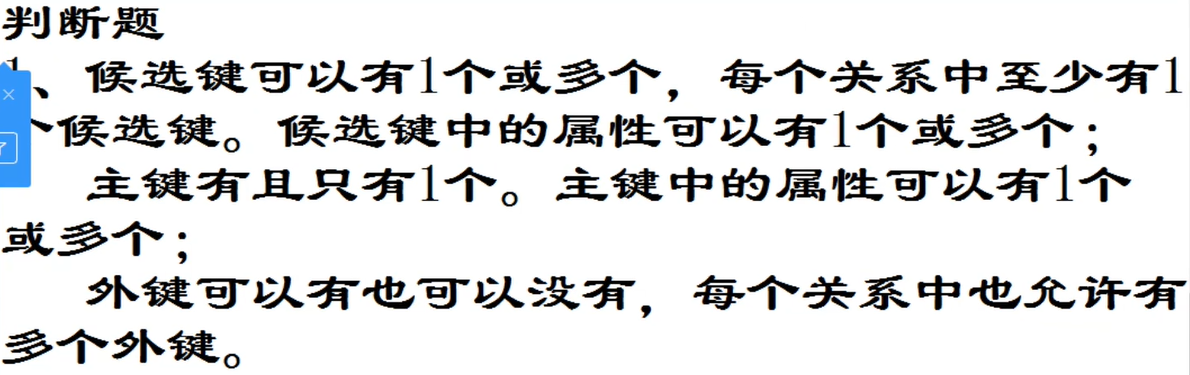 判断题
1、候选键可以有1个或多个，每个关系中至少有1
个候选键。候选键中的属性可以有1个或多个；
主键有且只有1个。主键中的属性可以有1个
或多个；
外键可以有也可以没有，每个关系中也允许有
多个外键。